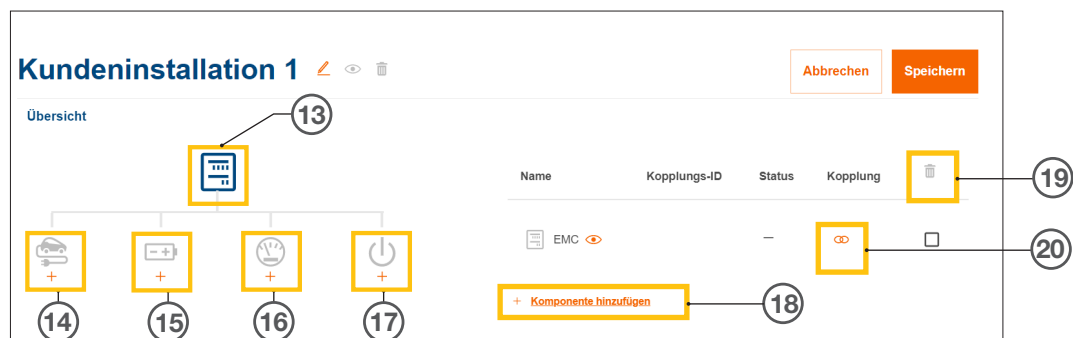 Kundeninstallation 1
Abbrechen
Speichern
Übersicht
13
Name Kopplungs-ID Status Kopplung
19
EMC
–
20
+ + + +
+ Komponente hinzufügen
18
14 15 16 17